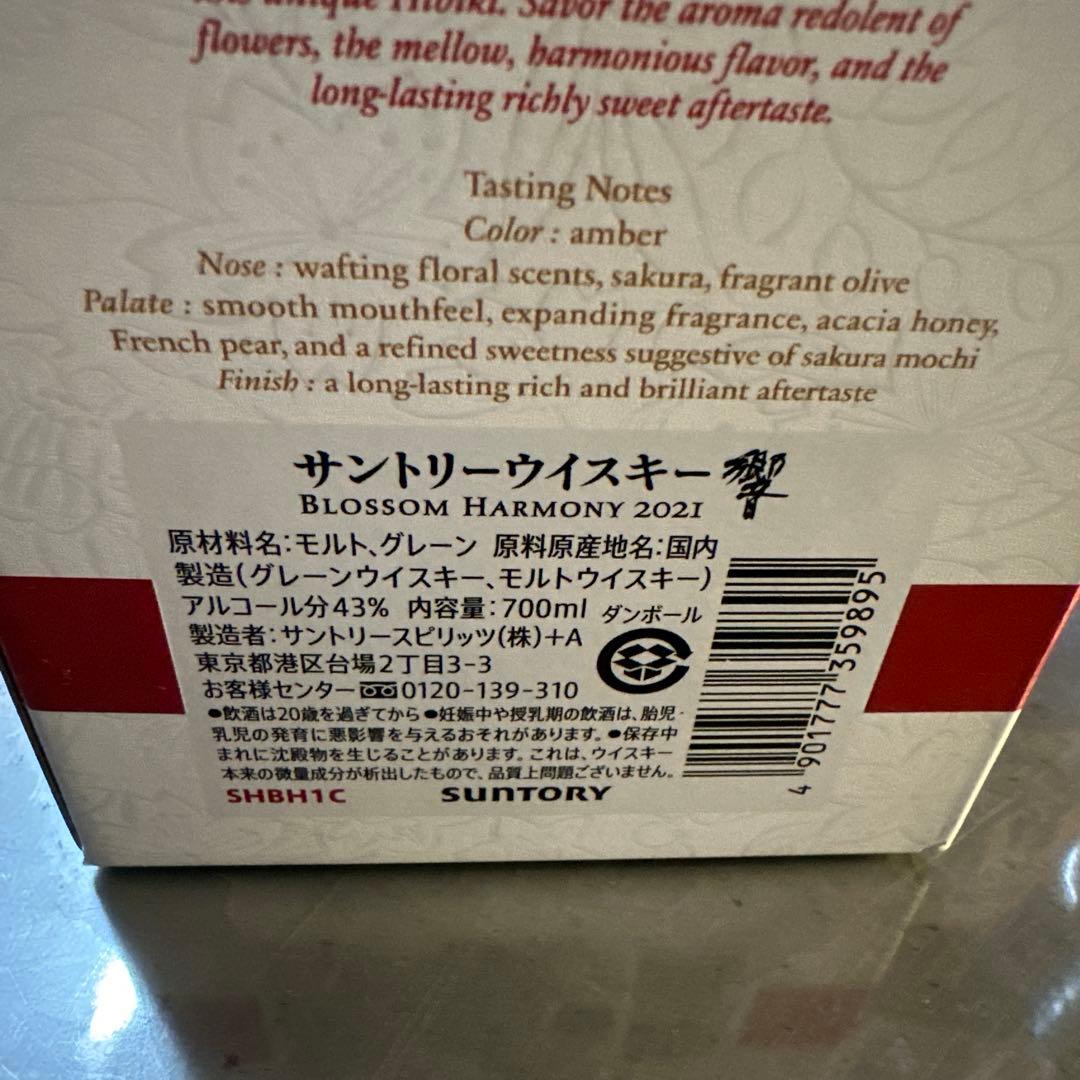 unique Hibiki. Savor the aroma redolent of
flowers, the mellow, harmonious flavor, and the
long-lasting richly sweet aftertaste.
Tasting Notes
Color : amber
Nose : wafting floral scents, sakura, fragrant olive
Palate : smooth mouthfeel, expanding fragrance, acacia honey,
French pear, and a refined sweetness suggestive of sakura mochi
Finish : a long-lasting rich and brilliant aftertaste
サントリーウイスキー 響
BLOSSOM HARMONY 2021
原材料名:モルト、グレーン 原料原産地名:国内
製造(グレーンウイスキー、モルトウイスキー)
アルコール分43% 内容量:700ml
ダンボール
製造者:サントリースピリッツ(株)+A
東京都港区台場2丁目3-3
お客様センター 0120-139-310
●飲酒は20歳を過ぎてから ●妊娠中や授乳期の飲酒は、胎児・
乳児の発育に悪影響を与えるおそれがあります。●保存中
まれに沈殿物を生じることがあります。これは、ウイスキー
本来の微量成分が析出したもので、品質上問題ございません。
SHBH1C SUNTORY
4 901777 359895